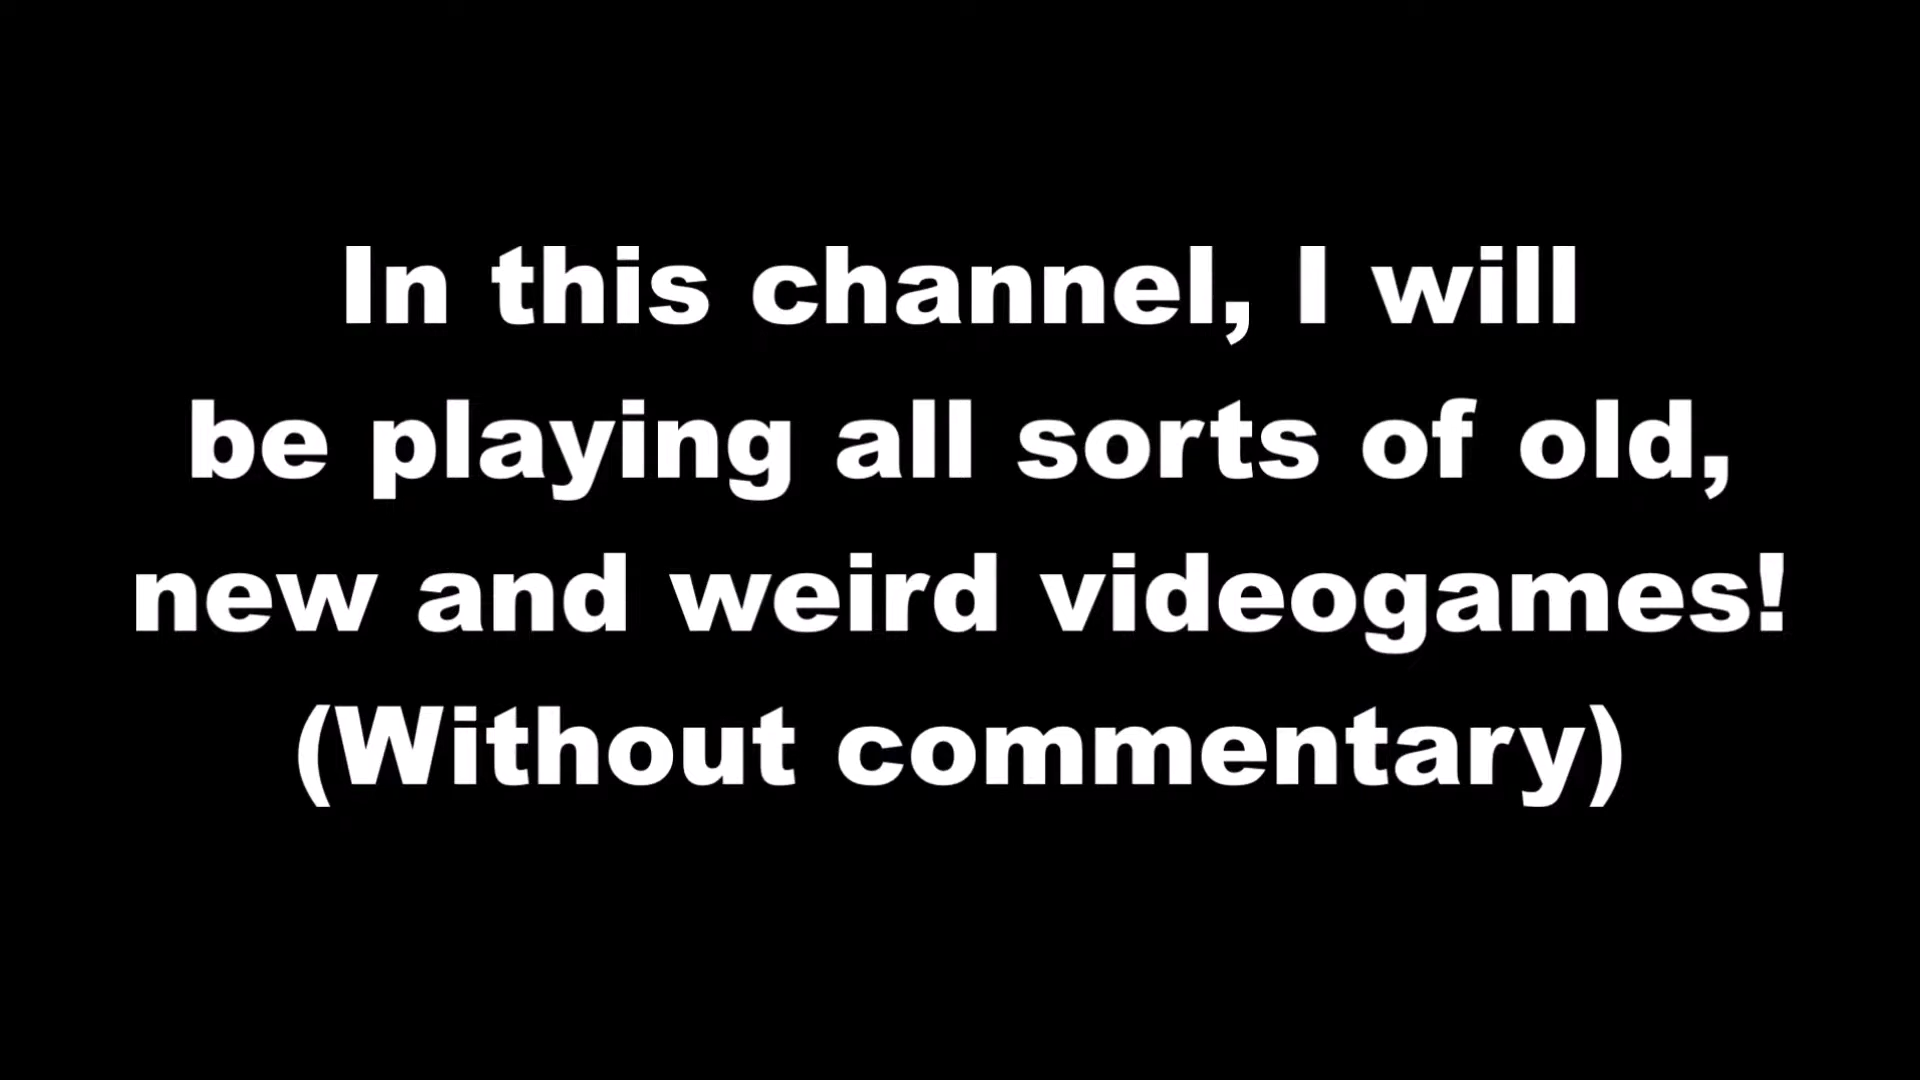 In this channel, I will
be playing all sorts of old,
new and weird videogames!
(Without commentary)